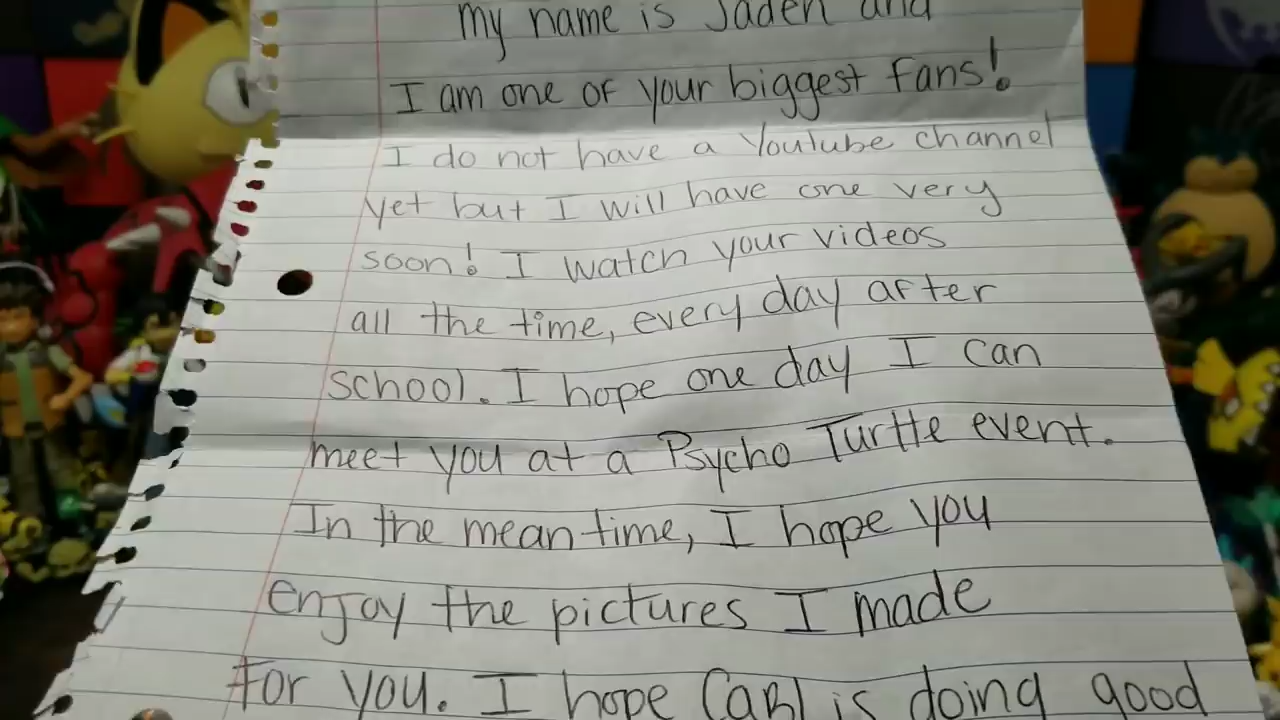 my name is Jaden and
I am one of your biggest fans!
I do not have a Youtube channel
yet but I will have one very
soon! I watch your videos
all the time, every day after
school. I hope one day I can
meet you at a Psycho Turtle event.
In the mean time, I hope you
enjoy the pictures I made
for you. I hope Carl is doing good